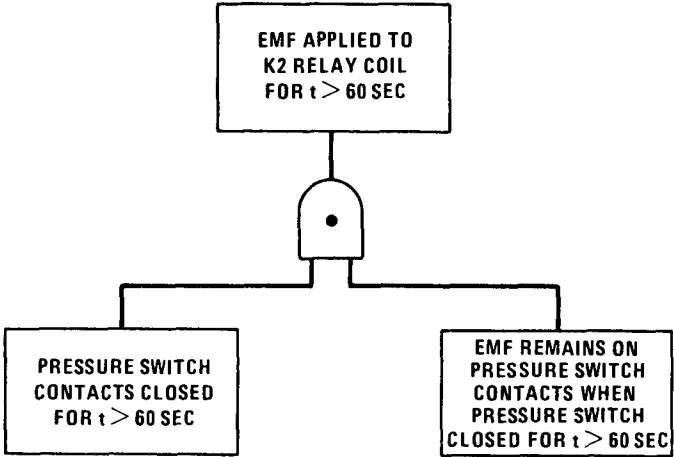 EMF APPLIED TO
K2 RELAY COIL
FOR t > 60 SEC
PRESSURE SWITCH
CONTACTS CLOSED
FOR t > 60 SEC
EMF REMAINS ON
PRESSURE SWITCH
CONTACTS WHEN
PRESSURE SWITCH
CLOSED FOR t > 60 SEC